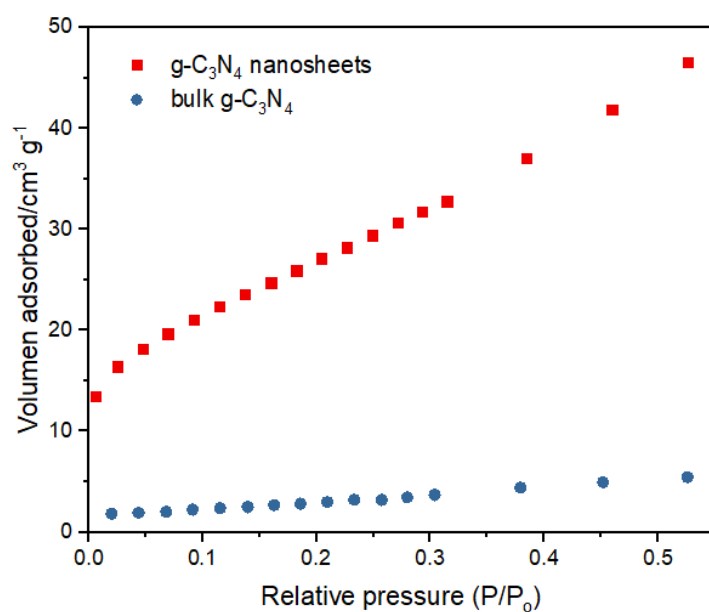 50
40
30
20
10
0
Volumen adsorbed/cm³ g⁻¹
g-C₃N₄ nanosheets
bulk g-C₃N₄
0.0 0.1 0.2 0.3 0.4 0.5
Relative pressure (P/Pₒ)